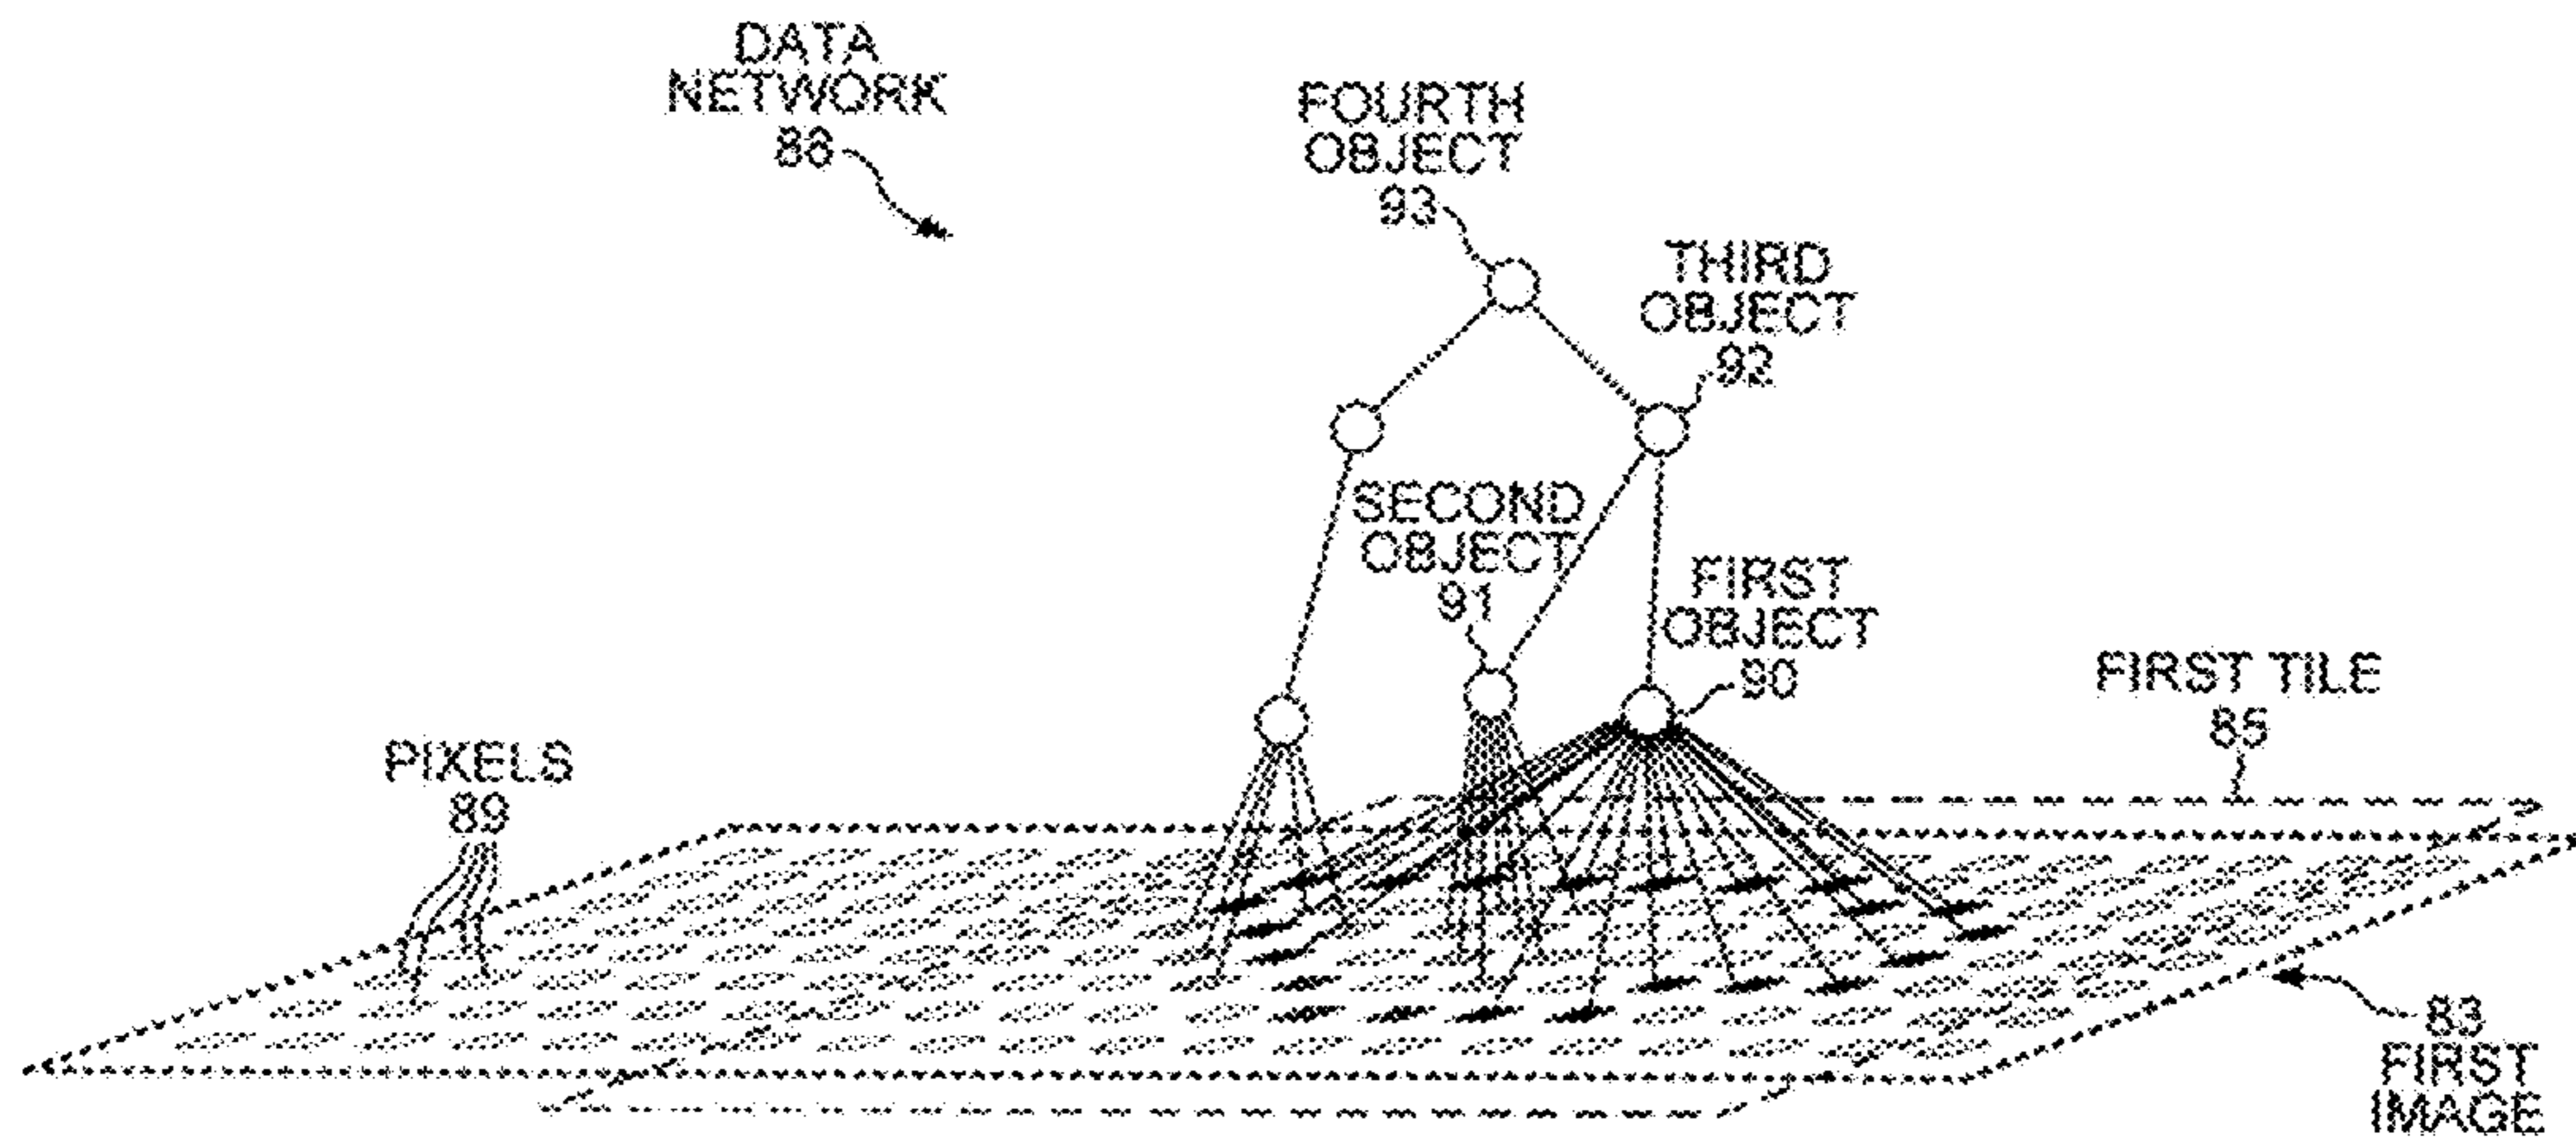 DATA
NETWORK
88
FOURTH
OBJECT
93
THIRD
OBJECT
92
SECOND
OBJECT
91
FIRST
OBJECT
90
FIRST TILE
85
PIXELS
89
83
FIRST
IMAGE